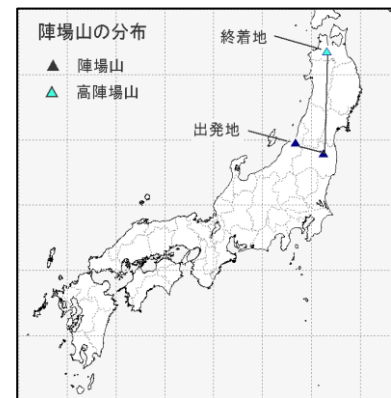 陣場山の分布
▲ 陣場山
▲ 高陣場山
終着地
出発地